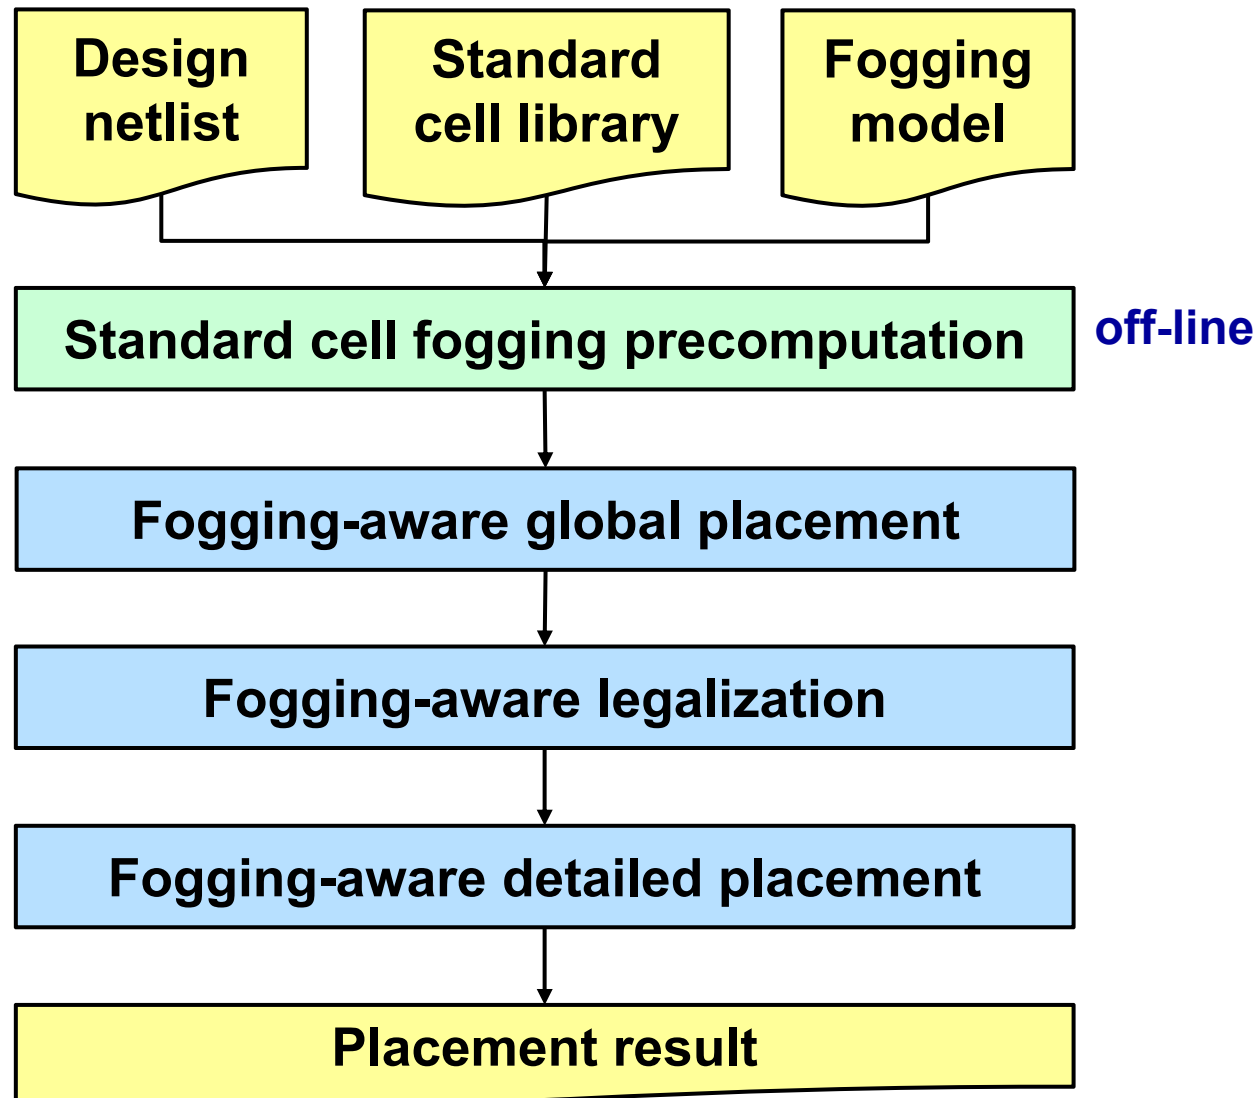 Design
netlist
Standard
cell library
Fogging
model
Standard cell fogging precomputation
off-line
Fogging-aware global placement
Fogging-aware legalization
Fogging-aware detailed placement
Placement result